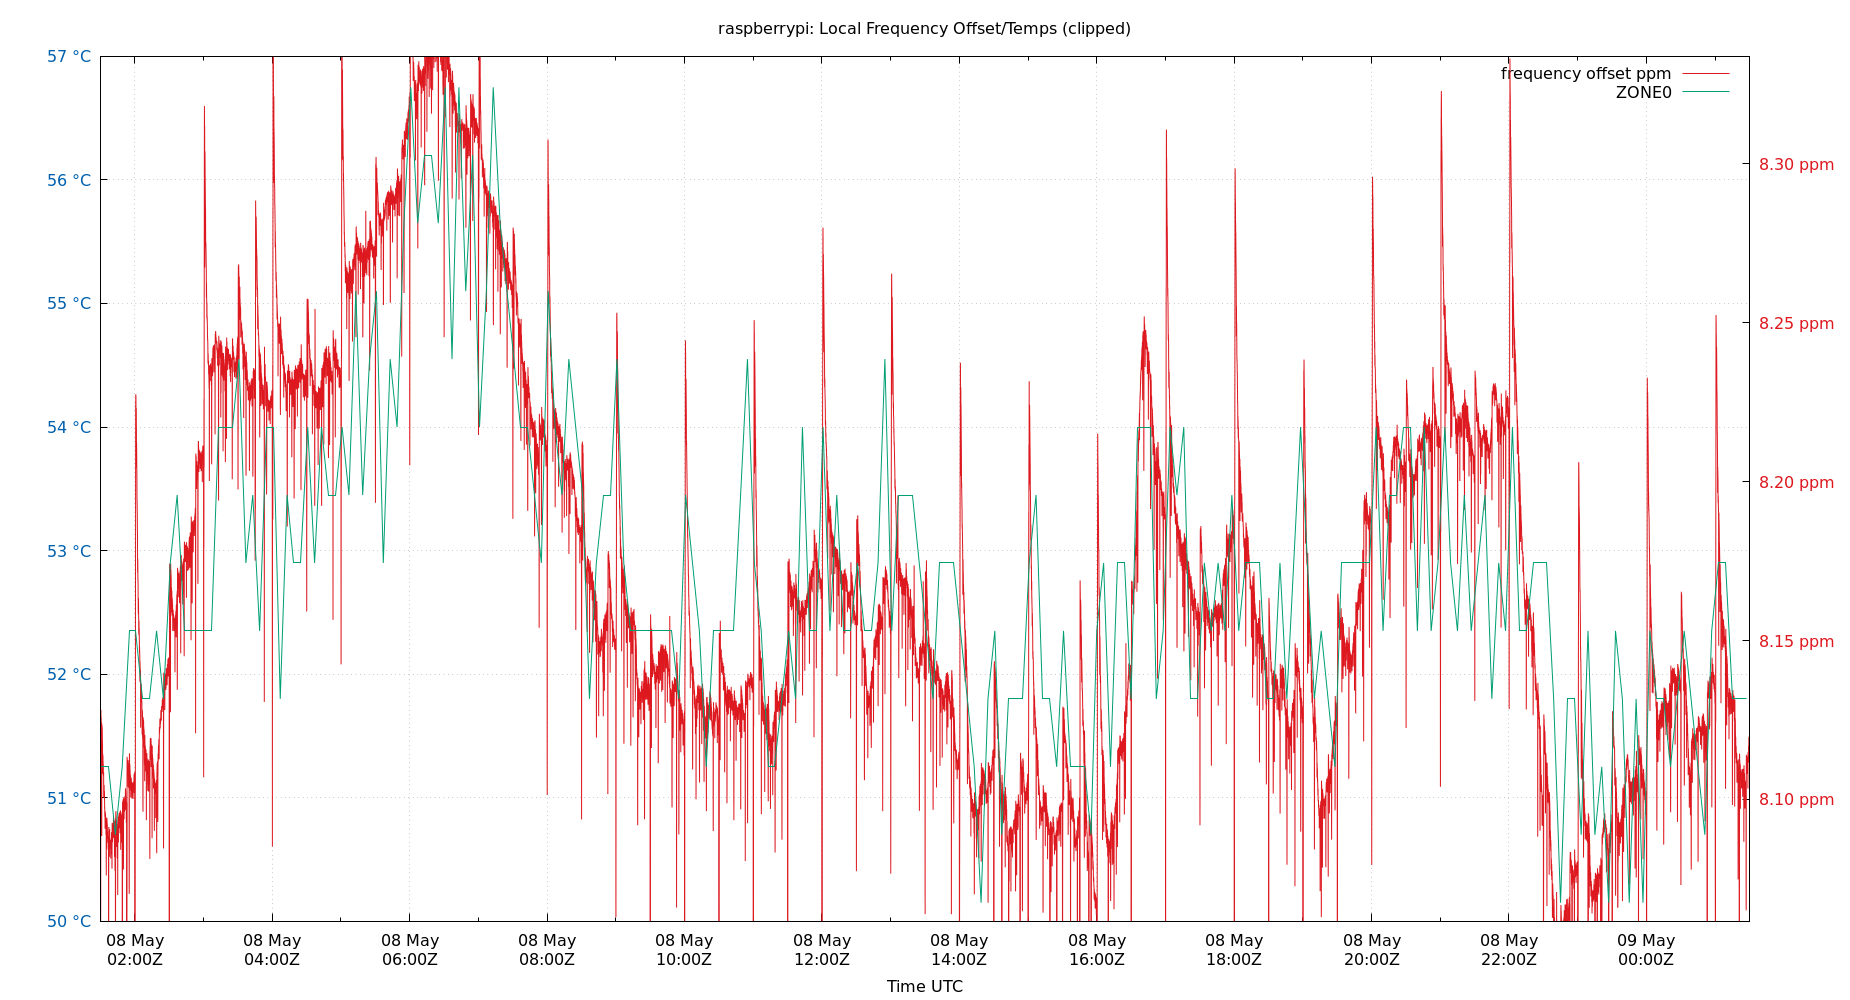 raspberrypi: Local Frequency Offset/Temps (clipped)
frequency offset ppm
ZONE0
57 °C
56 °C
55 °C
54 °C
53 °C
52 °C
51 °C
50 °C
8.30 ppm
8.25 ppm
8.20 ppm
8.15 ppm
8.10 ppm
08 May 08 May 08 May 08 May 08 May 08 May 08 May 08 May 08 May 08 May 08 May 09 May
02:00Z 04:00Z 06:00Z 08:00Z 10:00Z 12:00Z 14:00Z 16:00Z 18:00Z 20:00Z 22:00Z 00:00Z
Time UTC